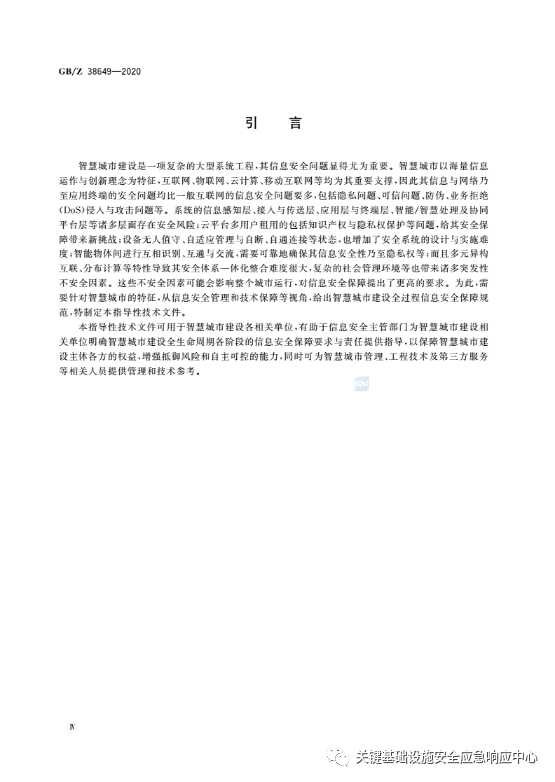 GB/Z 38649—2020
引 言
智慧城市建设是一项复杂的大型系统工程,其信息安全问题显得尤为重要。智慧城市以海量信息
运作与创新理念为特征,互联网、物联网、云计算、移动互联网等均为其重要支撑,因此其信息与网络乃
至应用终端的安全问题均比一般互联网的信息安全问题要多,包括隐私问题、可信问题、防伪、业务拒绝
(DoS)侵入与攻击问题等。系统的信息感知层、接入与传送层、应用层与终端层、智能/智慧处理及协同
平台层等诸多层面存在安全风险;云平台多用户租用的包括知识产权与隐私权保护等问题,给其安全保
障带来新挑战;设备无人值守、自适应管理与自断、自通连接等状态,也增加了安全系统的设计与实施难
度;智能物体间进行互相识别、互通与交流,需要可靠地确保其信息安全性乃至隐私权等;而且多元异构
互联、分布计算等特性导致其安全体系一体化整合难度很大,复杂的社会管理环境等也带来诸多突发性
不安全因素。这些不安全因素可能会影响整个城市运行,对信息安全保障提出了更高的要求。为此,需
要针对智慧城市的特征,从信息安全管理和技术保障等视角,给出智慧城市建设全过程信息安全保障规
范,特制定本指导性技术文件。
本指导性技术文件可用于智慧城市建设各相关单位,有助于信息安全主管部门为智慧城市建设相
关单位明确智慧城市建设全生命周期各阶段的信息安全保障要求与责任提供指导,以保障智慧城市建
设主体各方的权益,增强抵御风险和自主可控的能力,同时可为智慧城市管理、工程技术及第三方服务
等相关人员提供管理和技术参考。
Ⅳ
关键基础设施安全应急响应中心